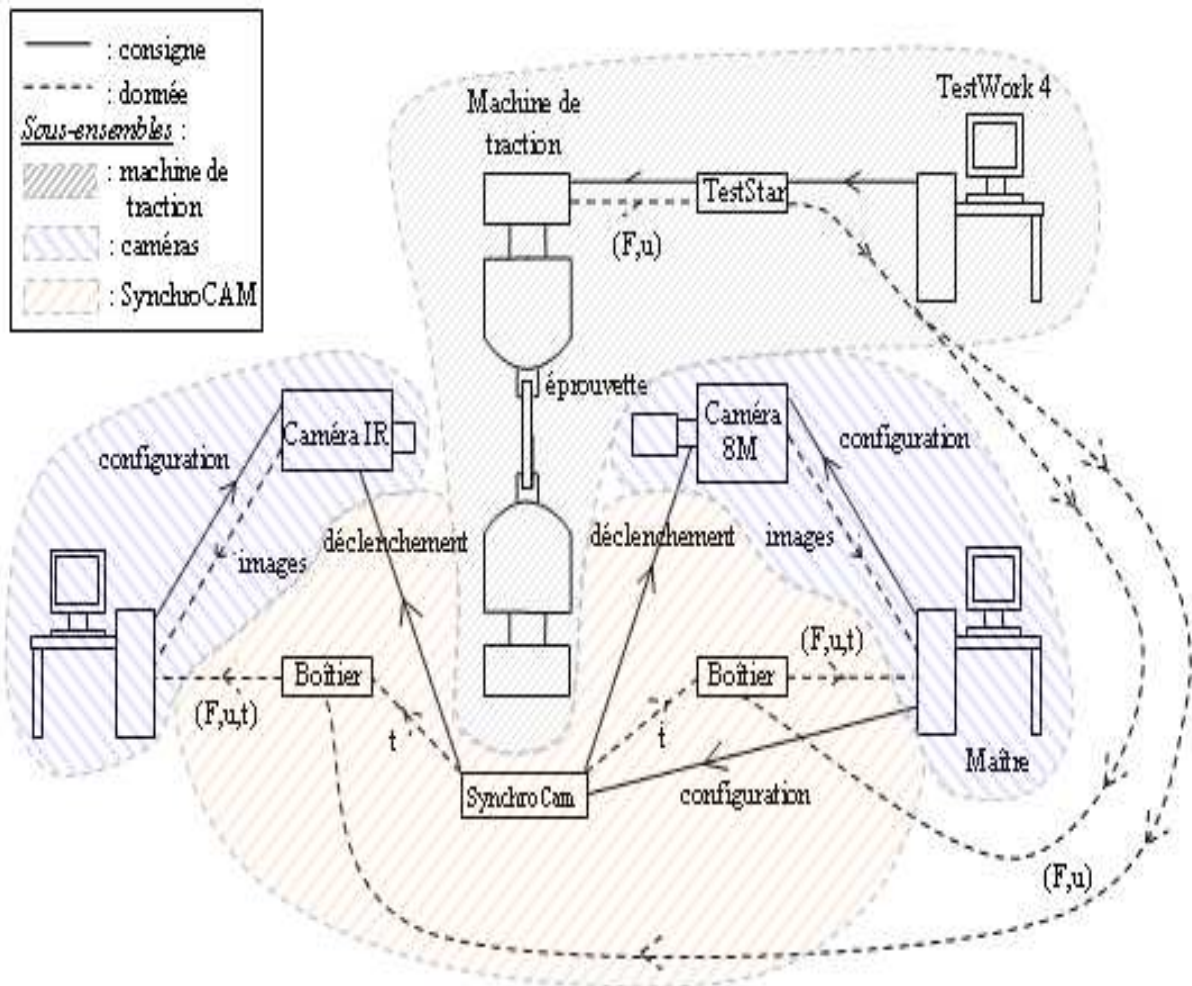 : consigne
: donnée
Sous-ensembles :
: machine de
traction
: caméras
: SynchroCAM
Machine de
traction
TestWork 4
TestStar
(F,u)
éprouvette
Caméra IR
configuration
images
déclenchement
Caméra
8M
configuration
images
déclenchement
Boîtier
(F,u,t)
t
Boîtier
(F,u,t)
t
SynchroCam
configuration
Maître
(F,u)